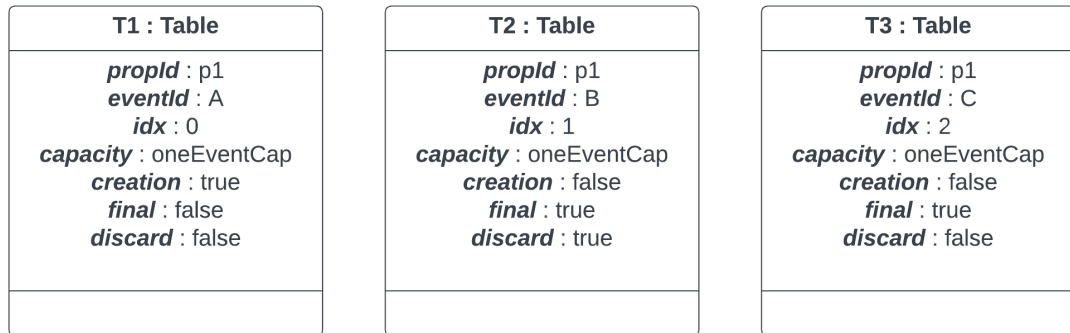 T1 : Table
propId : p1
eventId : A
idx : 0
capacity : oneEventCap
creation : true
final : false
discard : false
T2 : Table
propId : p1
eventId : B
idx : 1
capacity : oneEventCap
creation : false
final : true
discard : true
T3 : Table
propId : p1
eventId : C
idx : 2
capacity : oneEventCap
creation : false
final : true
discard : false